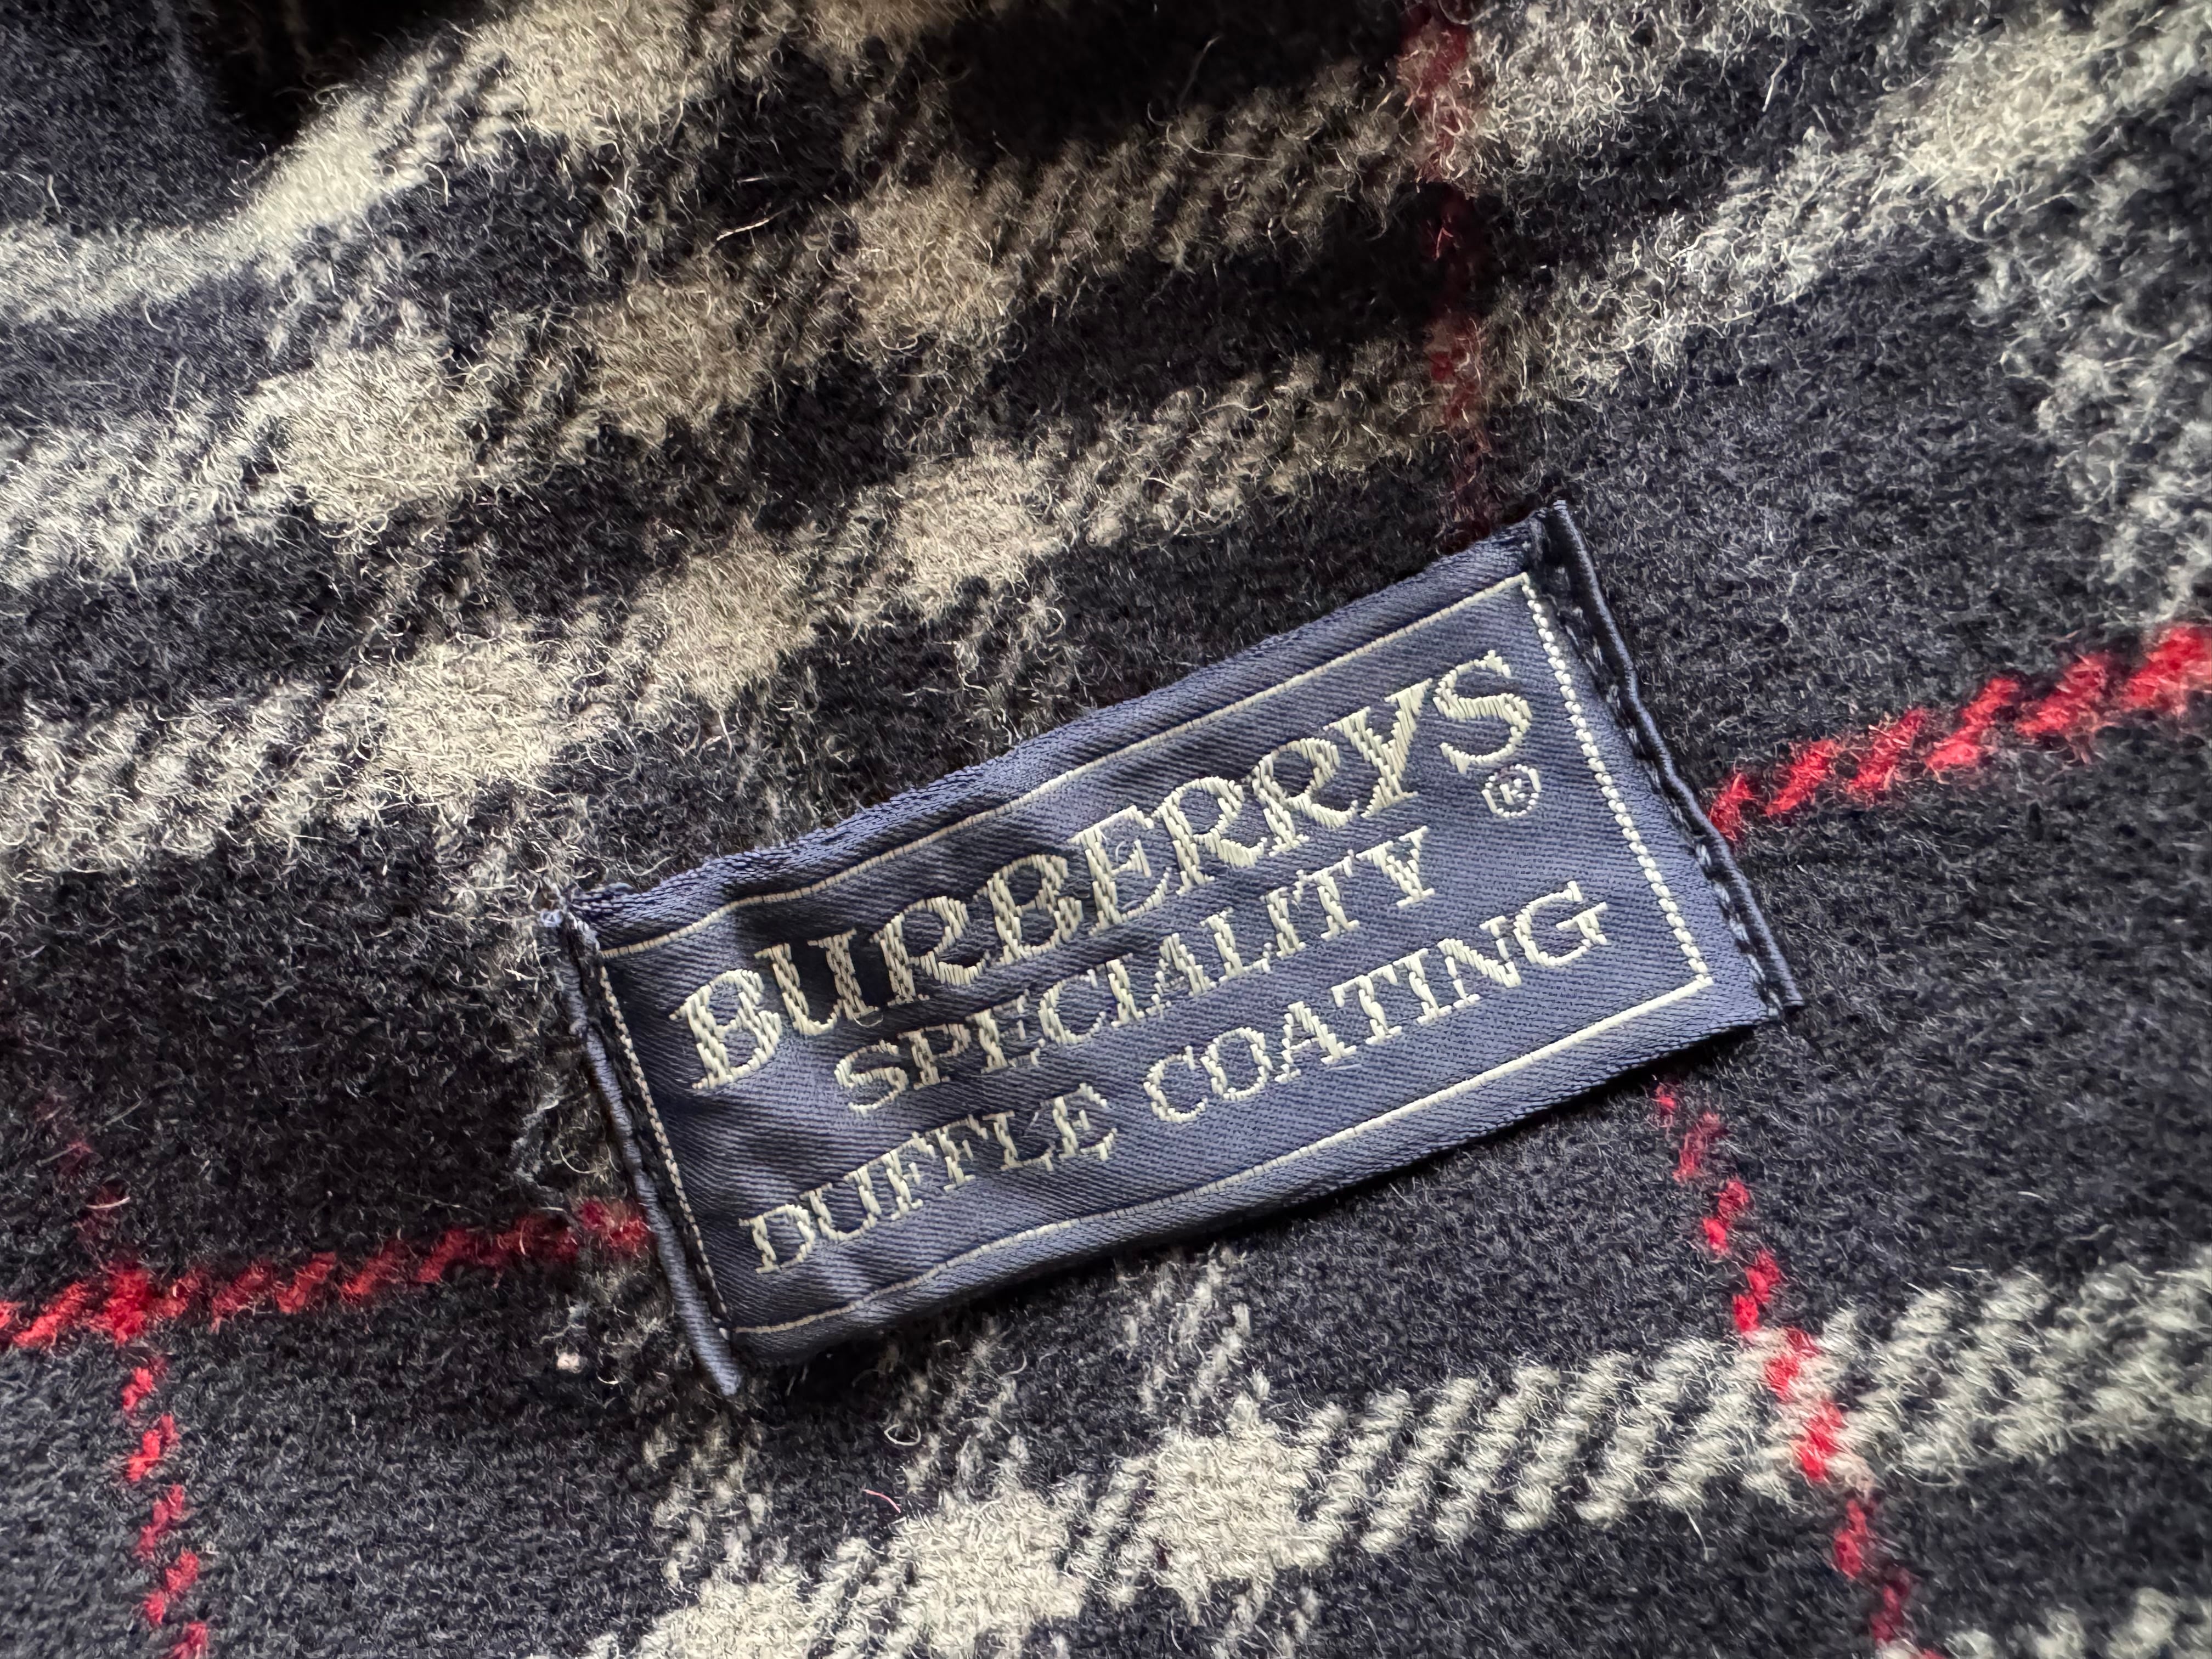 BURBERRYS®
SPECIALITY
DUFFLE COATING